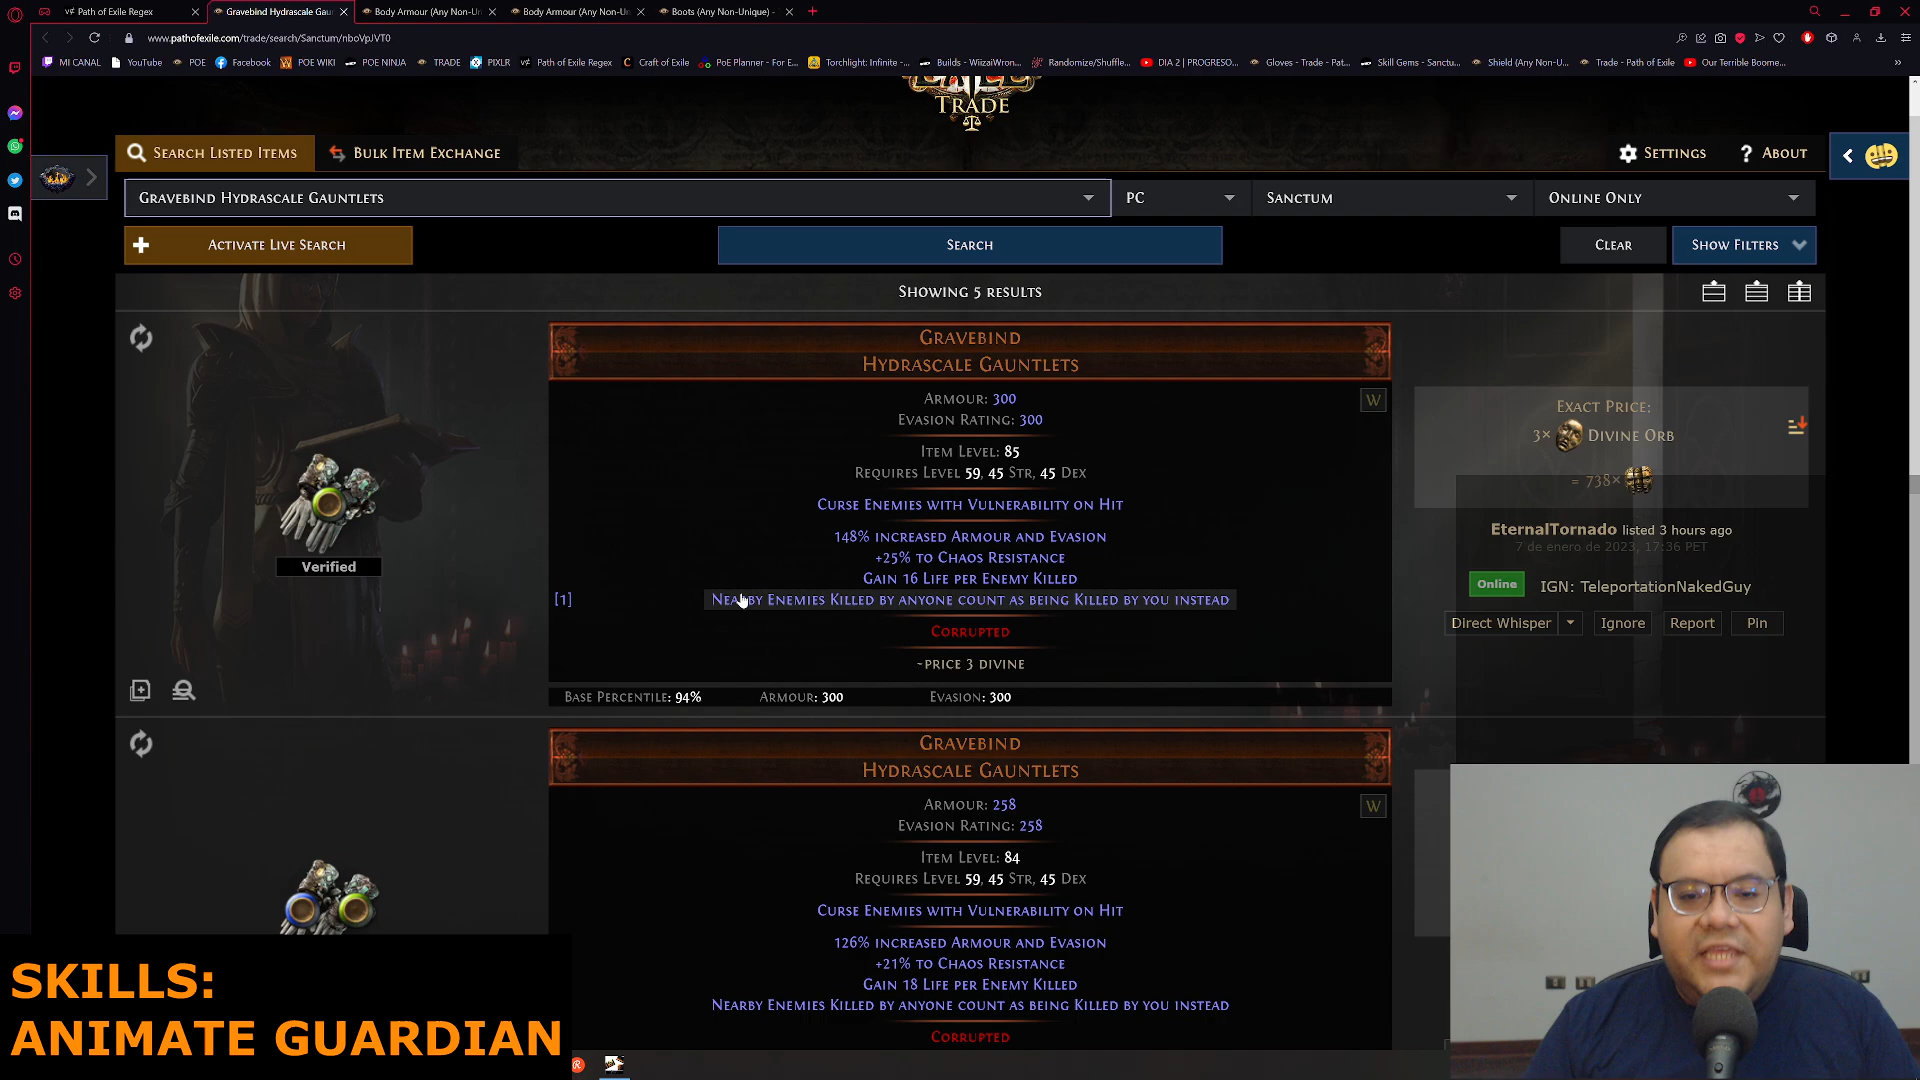 Path of Exile Regex
Gravebind Hydrascale Gau
Body Armour (Any Non-Un
Body Armour (Any Non-Un
Boots (Any Non-Unique) -
www.pathofexile.com/trade/search/Sanctum/nboVpJVT0
MI CANAL
YouTube
POE
Facebook
POE WIKI
POE NINJA
TRADE
PIXLR
Path of Exile Regex
Craft of Exile
PoE Planner - For E...
Torchlight: Infinite -...
Builds - WiizaiWron...
Randomize/Shuffle...
DIA 2 | PROGRESO...
Gloves - Trade - Pat...
Skill Gems - Sanctu...
Shield (Any Non-U...
Trade - Path of Exile
Our Terrible Boome...
TRADE
Search Listed Items
Bulk Item Exchange
Settings
? About
Gravebind Hydrascale Gauntlets
PC
Sanctum
Online Only
Activate Live Search
Search
Clear
Show Filters
Showing 5 results
Gravebind
Hydrascale Gauntlets
Armour: 300
Evasion Rating: 300
W
Item Level: 85
Requires Level 59, 45 Str, 45 Dex
Curse Enemies with Vulnerability on Hit
148% increased Armour and Evasion
+25% to Chaos Resistance
Gain 16 Life per Enemy Killed
[1]
Nearby Enemies Killed by anyone count as being Killed by you instead
Corrupted
~price 3 divine
Base Percentile: 94%
Armour: 300
Evasion: 300
Verified
Exact Price:
3× Divine Orb
= 738×
EternalTornado listed 3 hours ago
7 de enero de 2023, 17:36 PET
Online
IGN: TeleportationNakedGuy
Direct Whisper
Ignore
Report
Pin
Gravebind
Hydrascale Gauntlets
Armour: 258
Evasion Rating: 258
W
Item Level: 84
Requires Level 59, 45 Str, 45 Dex
Curse Enemies with Vulnerability on Hit
126% increased Armour and Evasion
+21% to Chaos Resistance
Gain 18 Life per Enemy Killed
Nearby Enemies Killed by anyone count as being Killed by you instead
Corrupted
SKILLS:
ANIMATE GUARDIAN